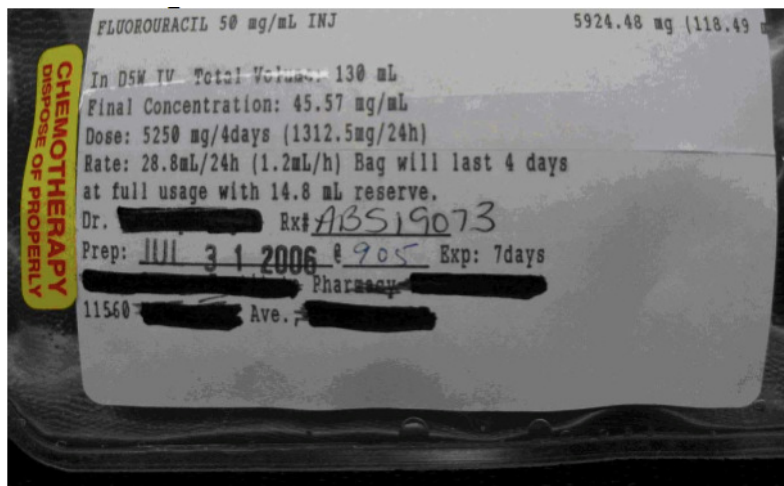 FLUOROURACIL 50 mg/mL INJ 5924.48 mg (118.49
In D5W IV Total Volume: 130 mL
Final Concentration: 45.57 mg/mL
Dose: 5250 mg/4days (1312.5mg/24h)
Rate: 28.8mL/24h (1.2mL/h) Bag will last 4 days
at full usage with 14.8 mL reserve.
Dr. Rx# ABS19073
Prep: JUL 31 2006 @ 905 Exp: 7days
Pharmacy
11560 Ave.,
CHEMOTHERAPY
DISPOSE OF PROPERLY